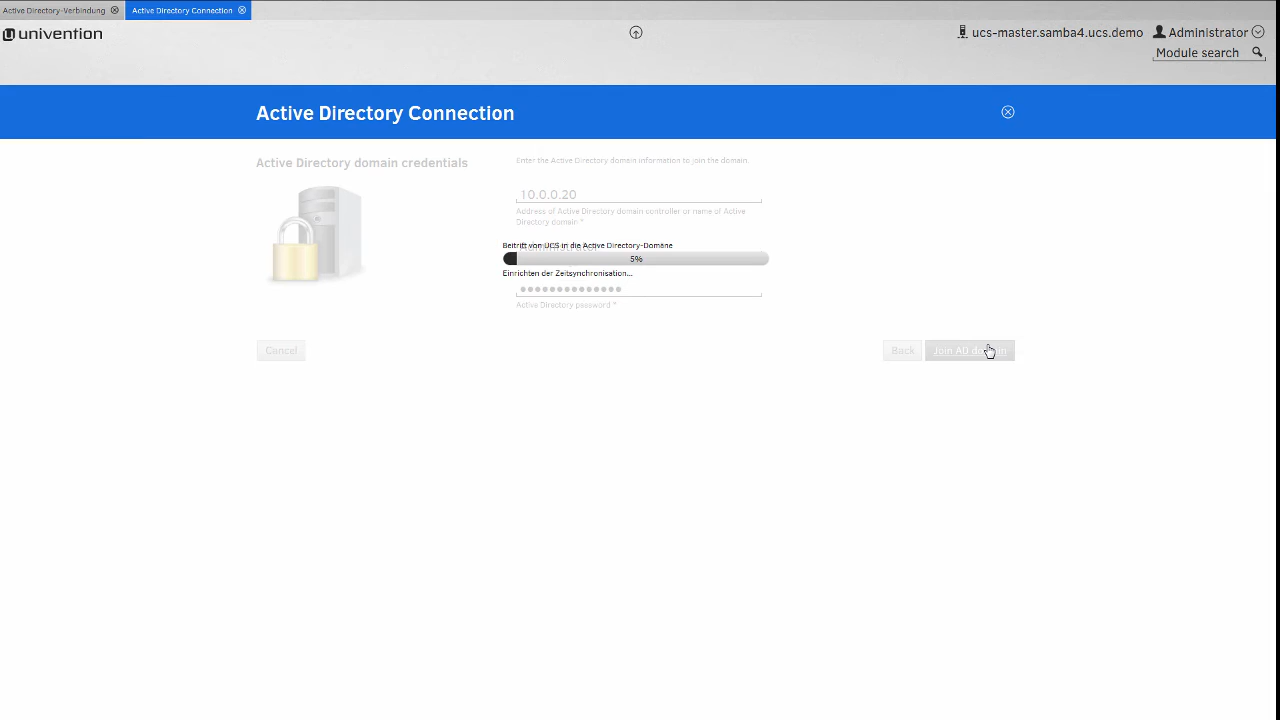 Active Directory-Verbindung
Active Directory Connection
univention
ucs-master.samba4.ucs.demo
Administrator
Module search
Active Directory Connection
Active Directory domain credentials
Enter the Active Directory domain information to join the domain.
10.0.0.20
Address of Active Directory domain controller or name of Active
Directory domain *
Beitritt von UCS in die Active Directory-Domäne
5%
Einrichten der Zeitsynchronisation...
Active Directory password *
Cancel
Back
Join AD domain